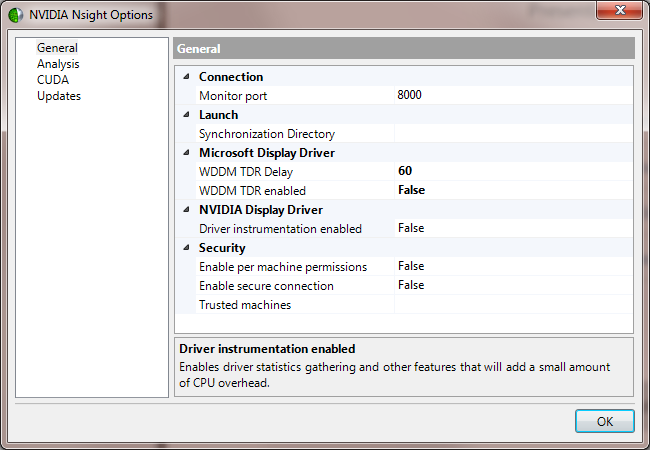 NVIDIA Nsight Options
General
Analysis
CUDA
Updates
General
Connection
Monitor port 8000
Launch
Synchronization Directory
Microsoft Display Driver
WDDM TDR Delay 60
WDDM TDR enabled False
NVIDIA Display Driver
Driver instrumentation enabled False
Security
Enable per machine permissions False
Enable secure connection False
Trusted machines
Driver instrumentation enabled
Enables driver statistics gathering and other features that will add a small amount
of CPU overhead.
OK